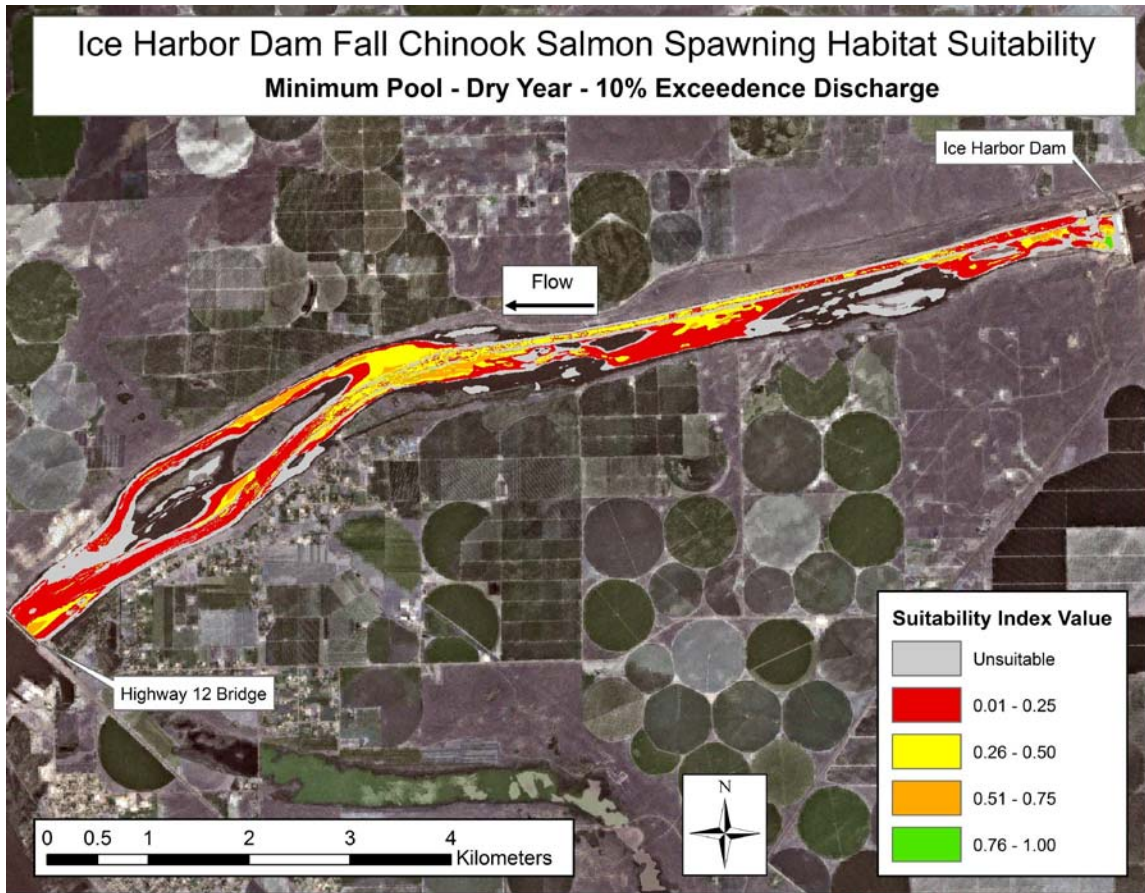 Ice Harbor Dam Fall Chinook Salmon Spawning Habitat Suitability
Minimum Pool - Dry Year - 10% Exceedence Discharge
Ice Harbor Dam
Flow
Highway 12 Bridge
Suitability Index Value
Unsuitable
0.01 - 0.25
0.26 - 0.50
0.51 - 0.75
0.76 - 1.00
N
0 0.5 1 2 3 4
Kilometers